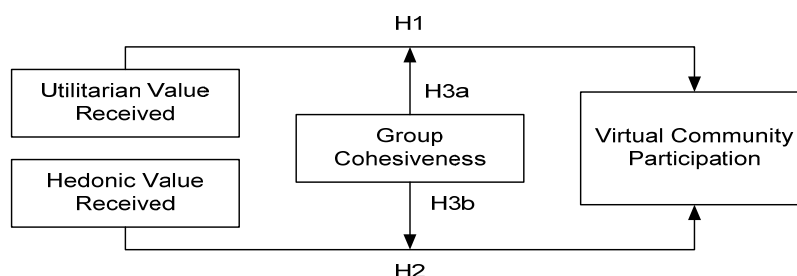 H1
Utilitarian Value
Received
H3a
Group
Cohesiveness
Virtual Community
Participation
Hedonic Value
Received
H3b
H2